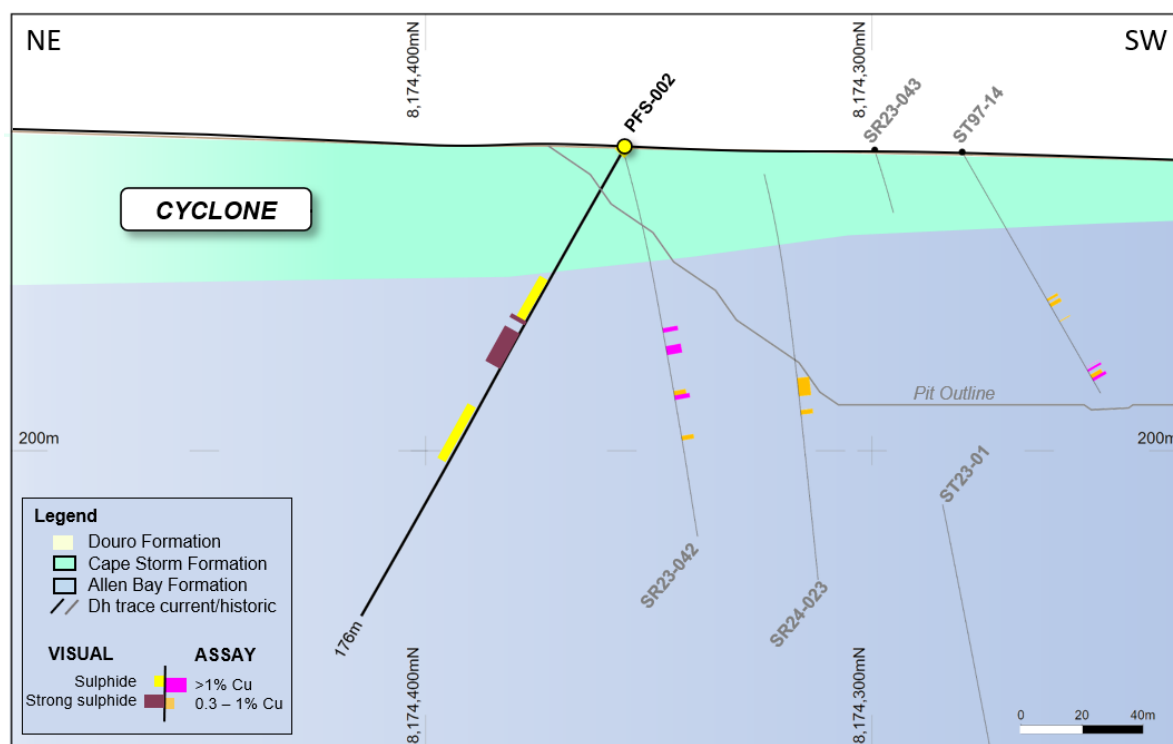 NE
SW
8,174,400mN
8,174,300mN
PFS-002
SR23-043
ST97-14
CYCLONE
Pit Outline
200m
200m
ST23-01
SR23-042
SR24-023
176m
8,174,400mN
8,174,300mN
Legend
Douro Formation
Cape Storm Formation
Allen Bay Formation
Dh trace current/historic
VISUAL ASSAY
Sulphide >1% Cu
Strong sulphide 0.3 – 1% Cu
0 20 40m